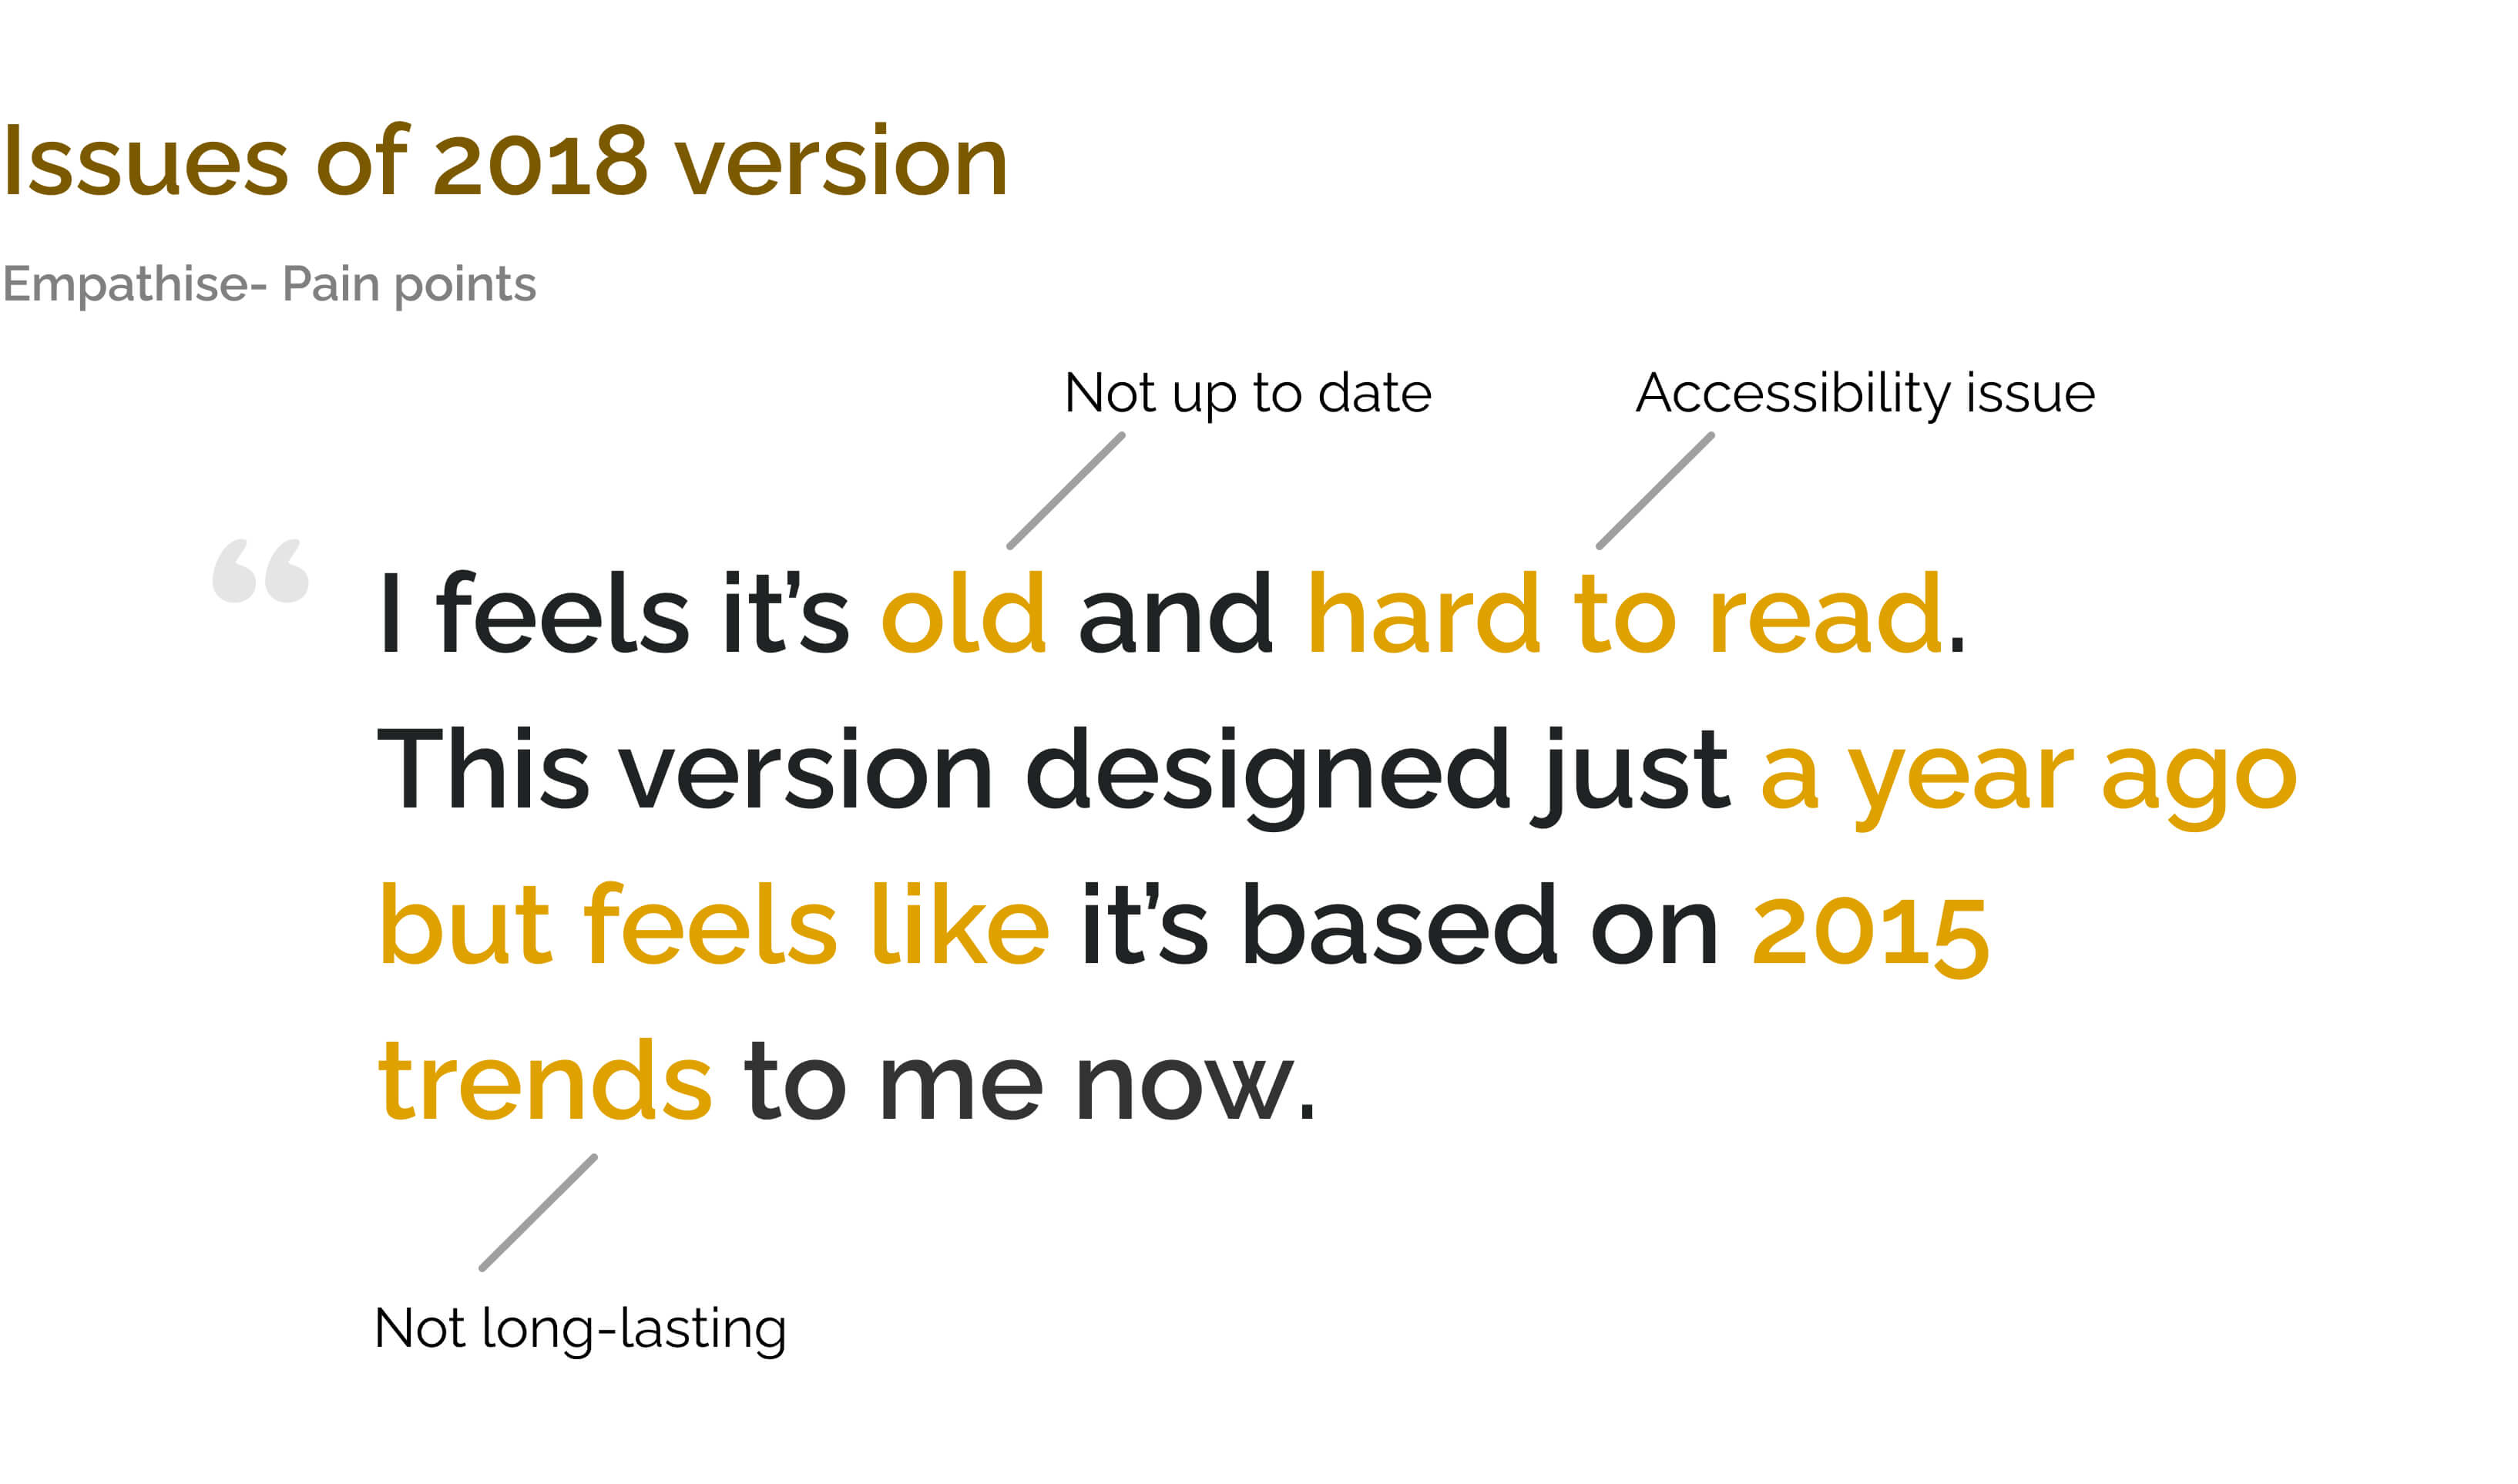 Issues of 2018 version
Empathise- Pain points
Not up to date
Accessibility issue
“
I feels it’s old and hard to read.
This version designed just a year ago
but feels like it’s based on 2015
trends to me now.
Not long-lasting